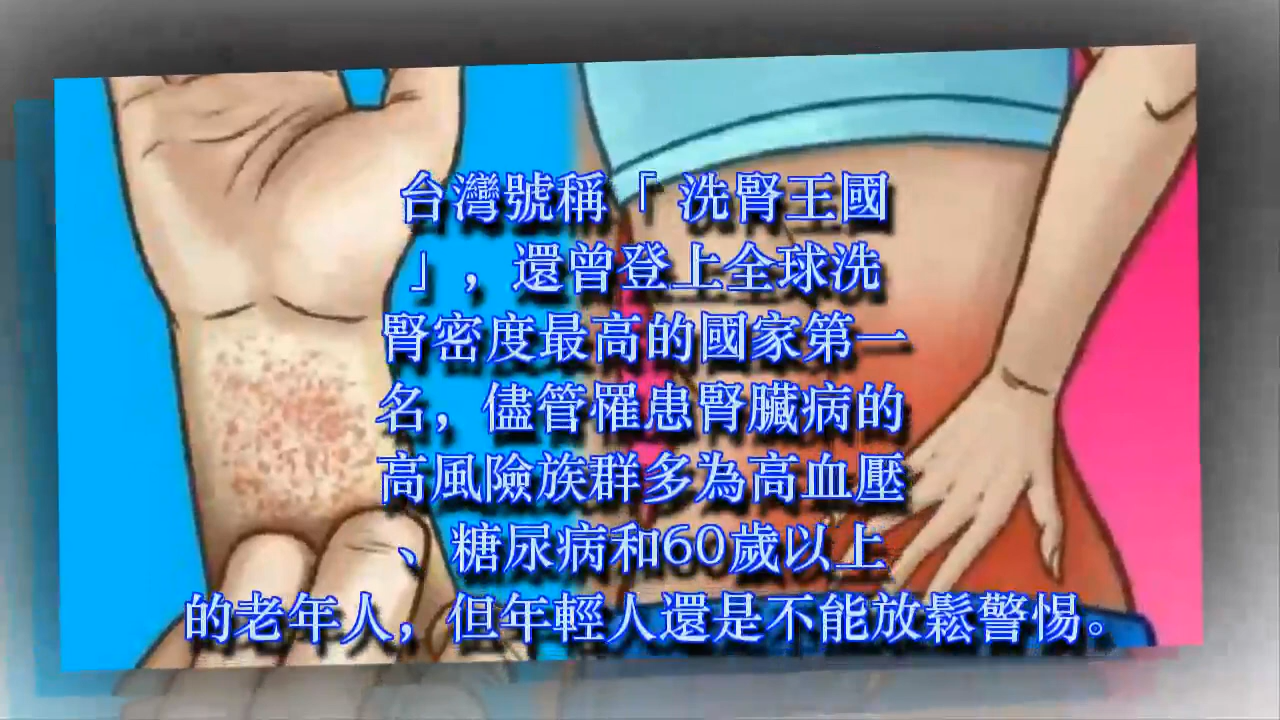 台灣號稱「洗腎王國
」，還曾登上全球洗
腎密度最高的國家第一
名，儘管罹患腎臟病的
高風險族群多為高血壓
、糖尿病和60歲以上
的老年人，但年輕人還是不能放鬆警惕。